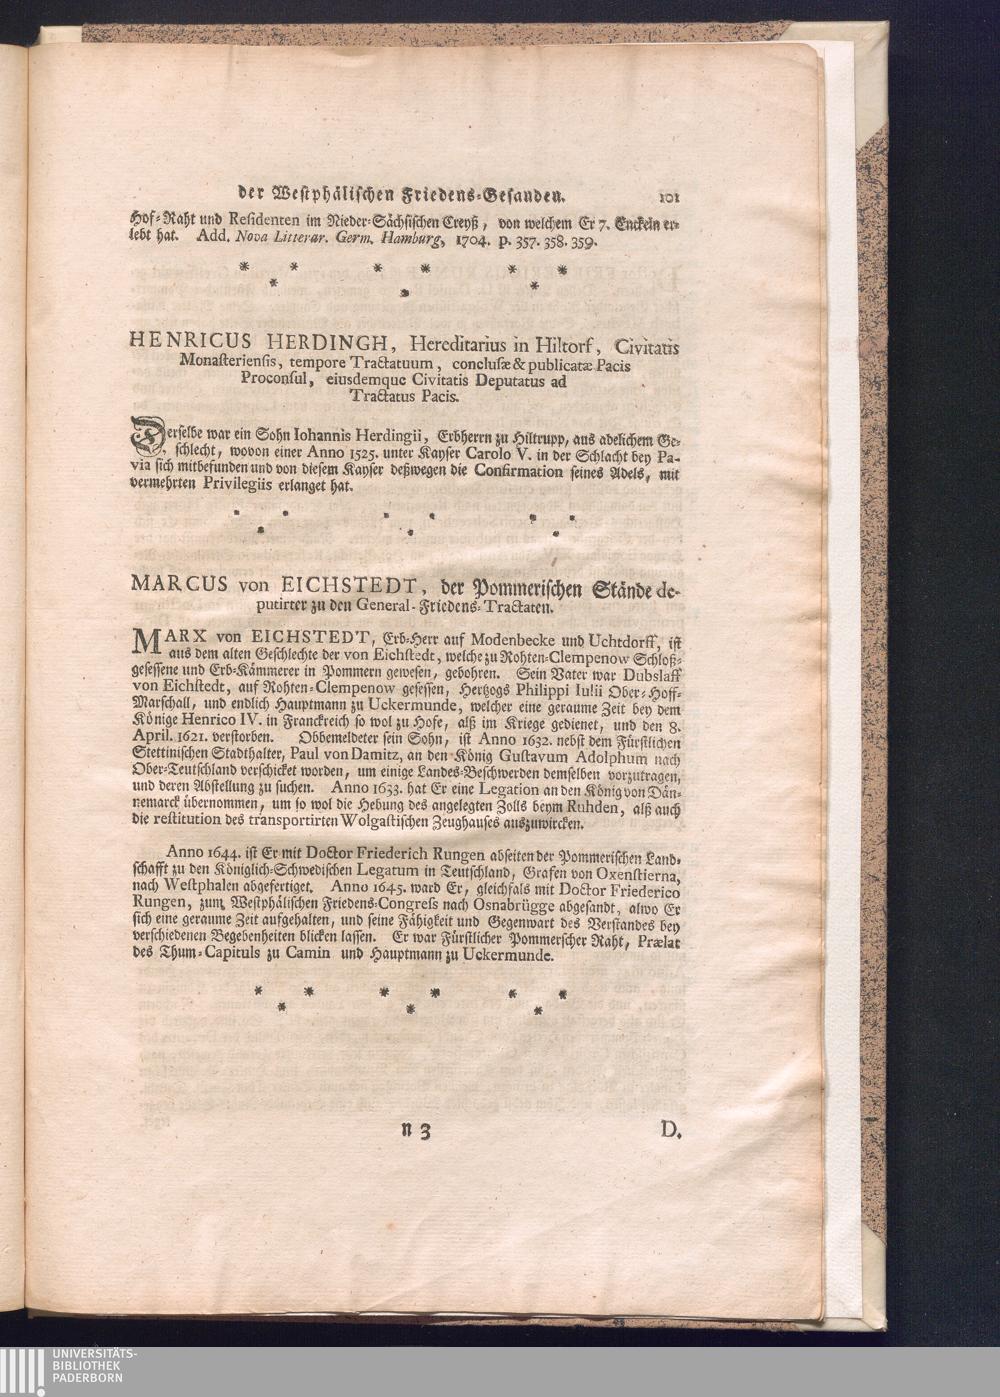 der Westphälischen Friedens-Gesanden. 101
Hof-Raht und Residenten im Nieder-Sächsischen Creyß, von welchem Er 7. Enckeln er-
lebt hat. Add. Nova Litterar. Germ. Hamburg, 1704. p. 357. 358. 359.
* * * * * *
* * *
HENRICUS HERDINGH, Hereditarius in Hiltorf, Civitatis
Monasteriensis, tempore Tractatuum, conclusæ & publicatæ Pacis
Proconsul, eiusdemque Civitatis Deputatus ad
Tractatus Pacis.
Derselbe war ein Sohn Iohannis Herdingii, Erbherrn zu Hiltrupp, aus adelichem Ge-
schlecht, wovon einer Anno 1525. unter Kayser Carolo V. in der Schlacht bey Pa-
via sich mitbefunden und von diesem Kayser deßwegen die Confirmation seines Adels, mit
vermehrten Privilegiis erlanget hat.
* * * * * *
* * *
MARCUS von EICHSTEDT, der Pommerischen Stände de-
putirter zu den General-Friedens-Tractaten.
MARX von EICHSTEDT, Erb-Herr auf Modenbecke und Uchtdorff, ist
aus dem alten Geschlechte der von Eichstedt, welche zu Rohten-Clempenow Schloß-
gesessene und Erb-Kämmerer in Pommern gewesen, gebohren. Sein Vater war Dubslaff
von Eichstedt, auf Rohten-Clempenow gesessen, Hertzogs Philippi Iulii Ober-Hoff-
Marschall, und endlich Hauptmann zu Uckermunde, welcher eine geraume Zeit bey dem
Könige Henrico IV. in Franckreich so wol zu Hofe, alß im Kriege gedienet, und den 8.
April. 1621. verstorben. Obbemeldeter sein Sohn, ist Anno 1632. nebst dem Fürstlichen
Stettinischen Stadthalter, Paul von Damitz, an den König Gustavum Adolphum nach
Ober-Teutschland verschicket worden, um einige Landes-Beschwerden demselben vorzutragen,
und deren Abstellung zu suchen. Anno 1633. hat Er eine Legation an den König von Dän-
nemarck übernommen, um so wol die Hebung des angelegten Zolls beym Ruhden, alß auch
die restitution des transportirten Wolgastischen Zeughauses auszuwircken.
Anno 1644. ist Er mit Doctor Friederich Rungen abseiten der Pommerischen Land-
schafft zu den Königlich-Schwedischen Legatum in Teutschland, Grafen von Oxenstierna,
nach Westphalen abgefertiget. Anno 1645. ward Er, gleichfals mit Doctor Friederico
Rungen, zum Westphälischen Friedens-Congress nach Osnabrügge abgesandt, alwo Er
sich eine geraume Zeit aufgehalten, und seine Fähigkeit und Gegenwart des Verstandes bey
verschiedenen Begebenheiten blicken lassen. Er war Fürstlicher Pommerscher Raht, Prælat
des Thum-Capituls zu Camin und Hauptmann zu Uckermunde.
* * * * * *
* * *
n 3 D.
UNIVERSITÄTS-
BIBLIOTHEK
PADERBORN